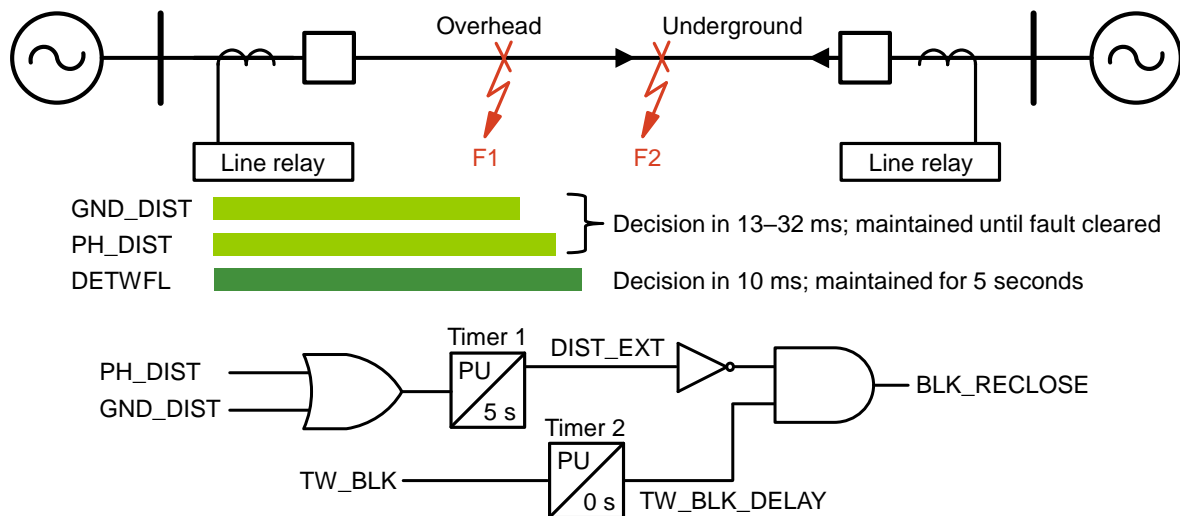 Overhead
Underground
F1
F2
Line relay
Line relay
GND_DIST
PH_DIST
Decision in 13–32 ms; maintained until fault cleared
DETWFL
Decision in 10 ms; maintained for 5 seconds
Timer 1
PH_DIST
GND_DIST
PU
5 s
DIST_EXT
BLK_RECLOSE
Timer 2
TW_BLK
PU
0 s
TW_BLK_DELAY